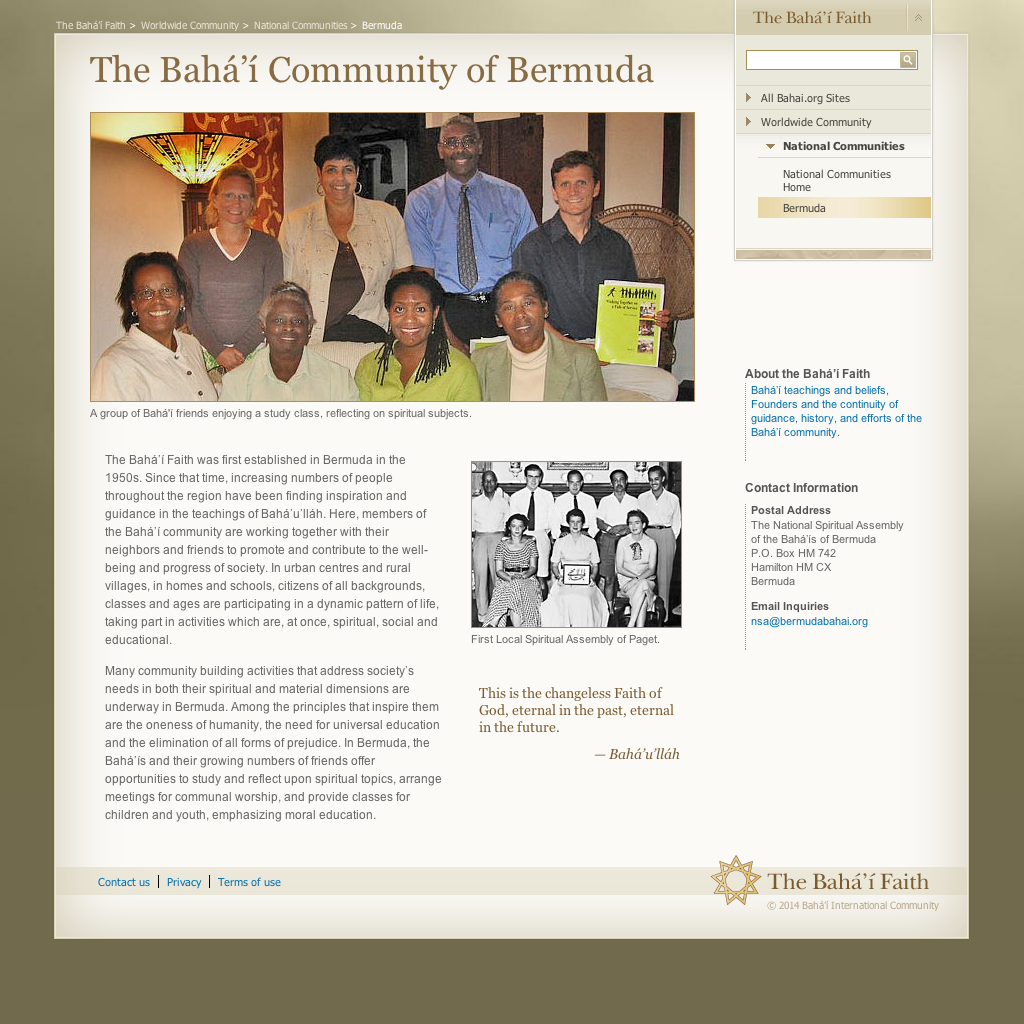 The Bahá’í Faith > Worldwide Community > National Communities > Bermuda
The Bahá’í Faith
The Bahá’í Community of Bermuda
All Bahai.org Sites
Worldwide Community
National Communities
National Communities
Home
Bermuda
A group of Bahá'í friends enjoying a study class, reflecting on spiritual subjects.
The Bahá’í Faith was first established in Bermuda in the
1950s. Since that time, increasing numbers of people
throughout the region have been finding inspiration and
guidance in the teachings of Bahá’u’lláh. Here, members of
the Bahá’í community are working together with their
neighbors and friends to promote and contribute to the well-
being and progress of society. In urban centres and rural
villages, in homes and schools, citizens of all backgrounds,
classes and ages are participating in a dynamic pattern of life,
taking part in activities which are, at once, spiritual, social and
educational.
Many community building activities that address society’s
needs in both their spiritual and material dimensions are
underway in Bermuda. Among the principles that inspire them
are the oneness of humanity, the need for universal education
and the elimination of all forms of prejudice. In Bermuda, the
Bahá’ís and their growing numbers of friends offer
opportunities to study and reflect upon spiritual topics, arrange
meetings for communal worship, and provide classes for
children and youth, emphasizing moral education.
First Local Spiritual Assembly of Paget.
This is the changeless Faith of
God, eternal in the past, eternal
in the future.
— Bahá’u’lláh
About the Bahá’í Faith
Bahá’í teachings and beliefs,
Founders and the continuity of
guidance, history, and efforts of the
Bahá’í community.
Contact Information
Postal Address
The National Spiritual Assembly
of the Bahá’ís of Bermuda
P.O. Box HM 742
Hamilton HM CX
Bermuda
Email Inquiries
nsa@bermudabahai.org
Contact us | Privacy | Terms of use
The Bahá’í Faith
© 2014 Bahá’í International Community